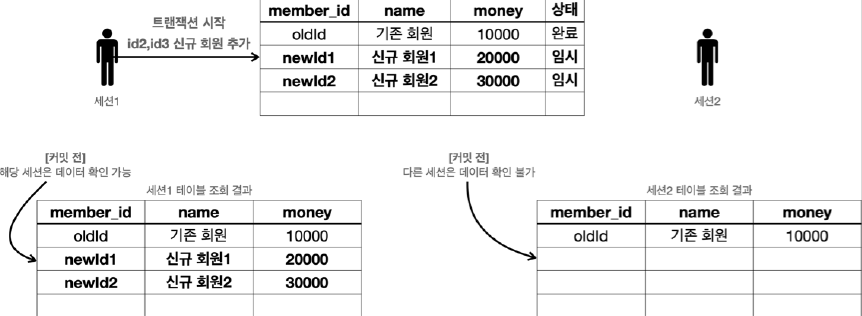 member_id name money 상태
트랜잭션 시작
id2,id3 신규 회원 추가
oldId 기존 회원 10000 완료
newId1 신규 회원1 20000 임시
newId2 신규 회원2 30000 임시
세션1
세션2
[커밋 전]
해당 세션은 데이터 확인 가능
세션1 테이블 조회 결과
member_id name money
oldId 기존 회원 10000
newId1 신규 회원1 20000
newId2 신규 회원2 30000
[커밋 전]
다른 세션은 데이터 확인 불가
세션2 테이블 조회 결과
member_id name money
oldId 기존 회원 10000